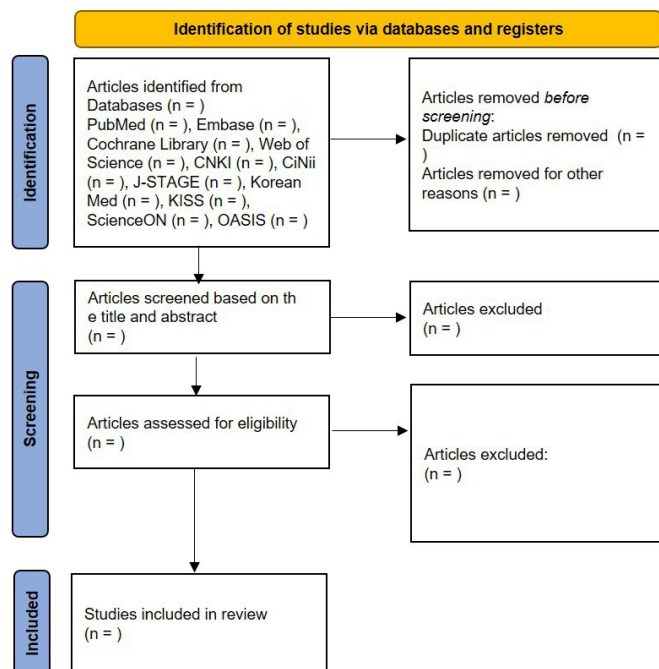 Identification of studies via databases and registers
Identification
Articles identified from
Databases (n = )
PubMed (n = ), Embase (n = ),
Cochrane Library (n = ), Web of
Science (n = ), CNKI (n = ), CiNii
(n = ), J-STAGE (n = ), Korean
Med (n = ), KISS (n = ),
ScienceON (n = ), OASIS (n = )
Articles removed before
screening:
Duplicate articles removed (n =
)
Articles removed for other
reasons (n = )
Screening
Articles screened based on th
e title and abstract
(n = )
Articles excluded
(n = )
Articles assessed for eligibility
(n = )
Articles excluded:
(n = )
Included
Studies included in review
(n = )